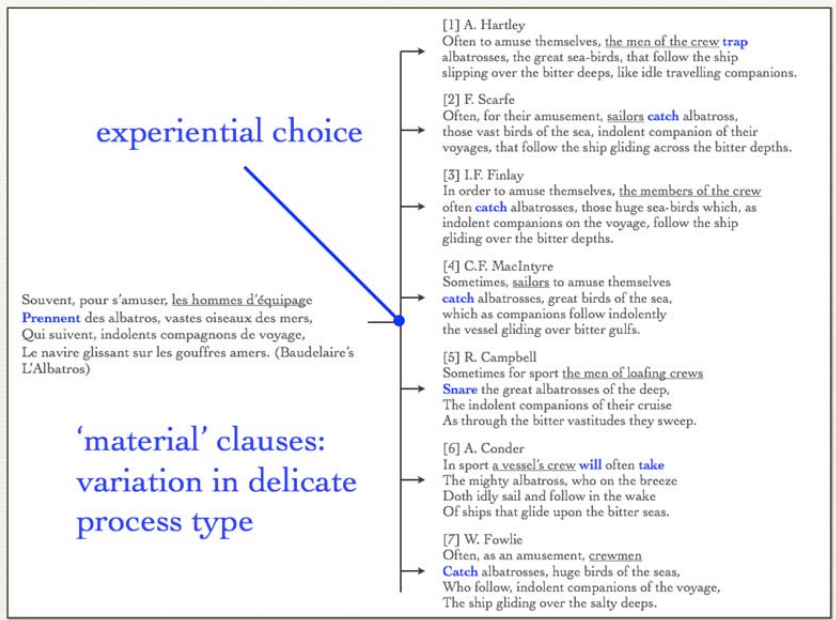 experiential choice
Souvent, pour s'amuser, les hommes d'équipage
Prennent des albatros, vastes oiseaux des mers,
Qui suivent, indolents compagnons de voyage,
Le navire glissant sur les gouffres amers. (Baudelaire's
L'Albatros)
'material' clauses:
variation in delicate
process type
[1] A. Hartley
Often to amuse themselves, the men of the crew trap
albatrosses, the great sea-birds, that follow the ship
slipping over the bitter deeps, like idle travelling companions.
[2] F. Scarfe
Often, for their amusement, sailors catch albatross,
those vast birds of the sea, indolent companion of their
voyages, that follow the ship gliding across the bitter depths.
[3] I.F. Finlay
In order to amuse themselves, the members of the crew
often catch albatrosses, those huge sea-birds which, as
indolent companions on the voyage, follow the ship
gliding over the bitter depths.
[4] C.F. MacIntyre
Sometimes, sailors to amuse themselves
catch albatrosses, great birds of the sea,
which as companions follow indolently
the vessel gliding over bitter gulfs.
[5] R. Campbell
Sometimes for sport the men of loafing crews
Snare the great albatrosses of the deep,
The indolent companions of their cruise
As through the bitter vastitudes they sweep.
[6] A. Conder
In sport a vessel's crew will often take
The mighty albatross, who on the breeze
Doth idly sail and follow in the wake
Of ships that glide upon the bitter seas.
[7] W. Fowlie
Often, as an amusement, crewmen
Catch albatrosses, huge birds of the seas,
Who follow, indolent companions of the voyage,
The ship gliding over the salty deeps.